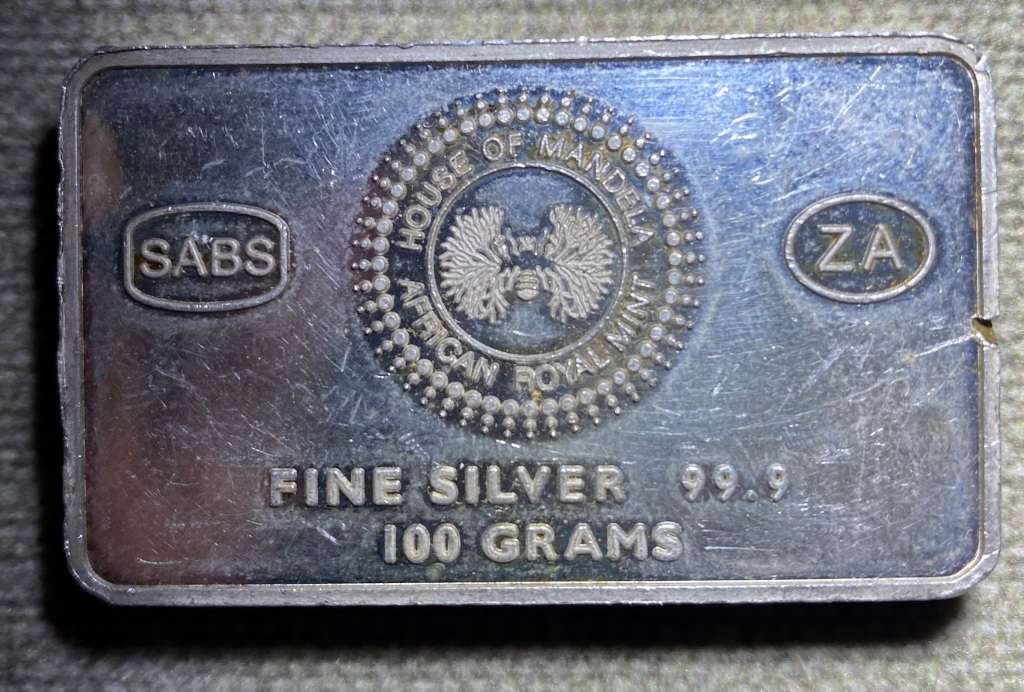 HOUSE OF MANDELA
AFRICAN ROYAL MINT
SABS
ZA
FINE SILVER 99.9
100 GRAMS